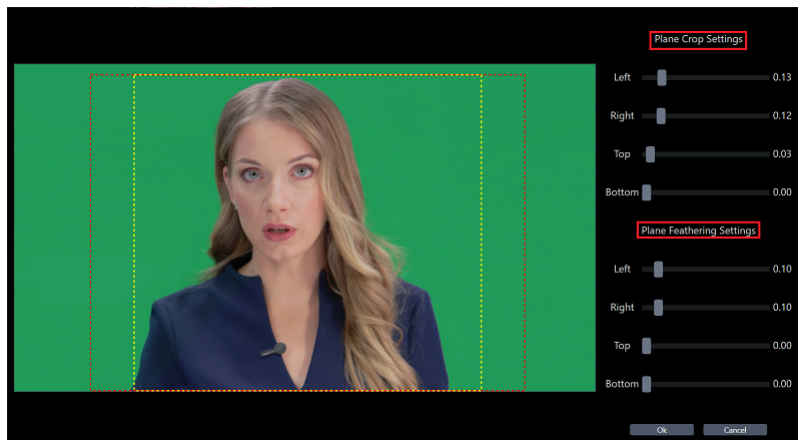 Plane Crop Settings
Left 0.13
Right 0.12
Top 0.03
Bottom 0.00
Plane Feathering Settings
Left 0.10
Right 0.10
Top 0.00
Bottom 0.00
Ok Cancel